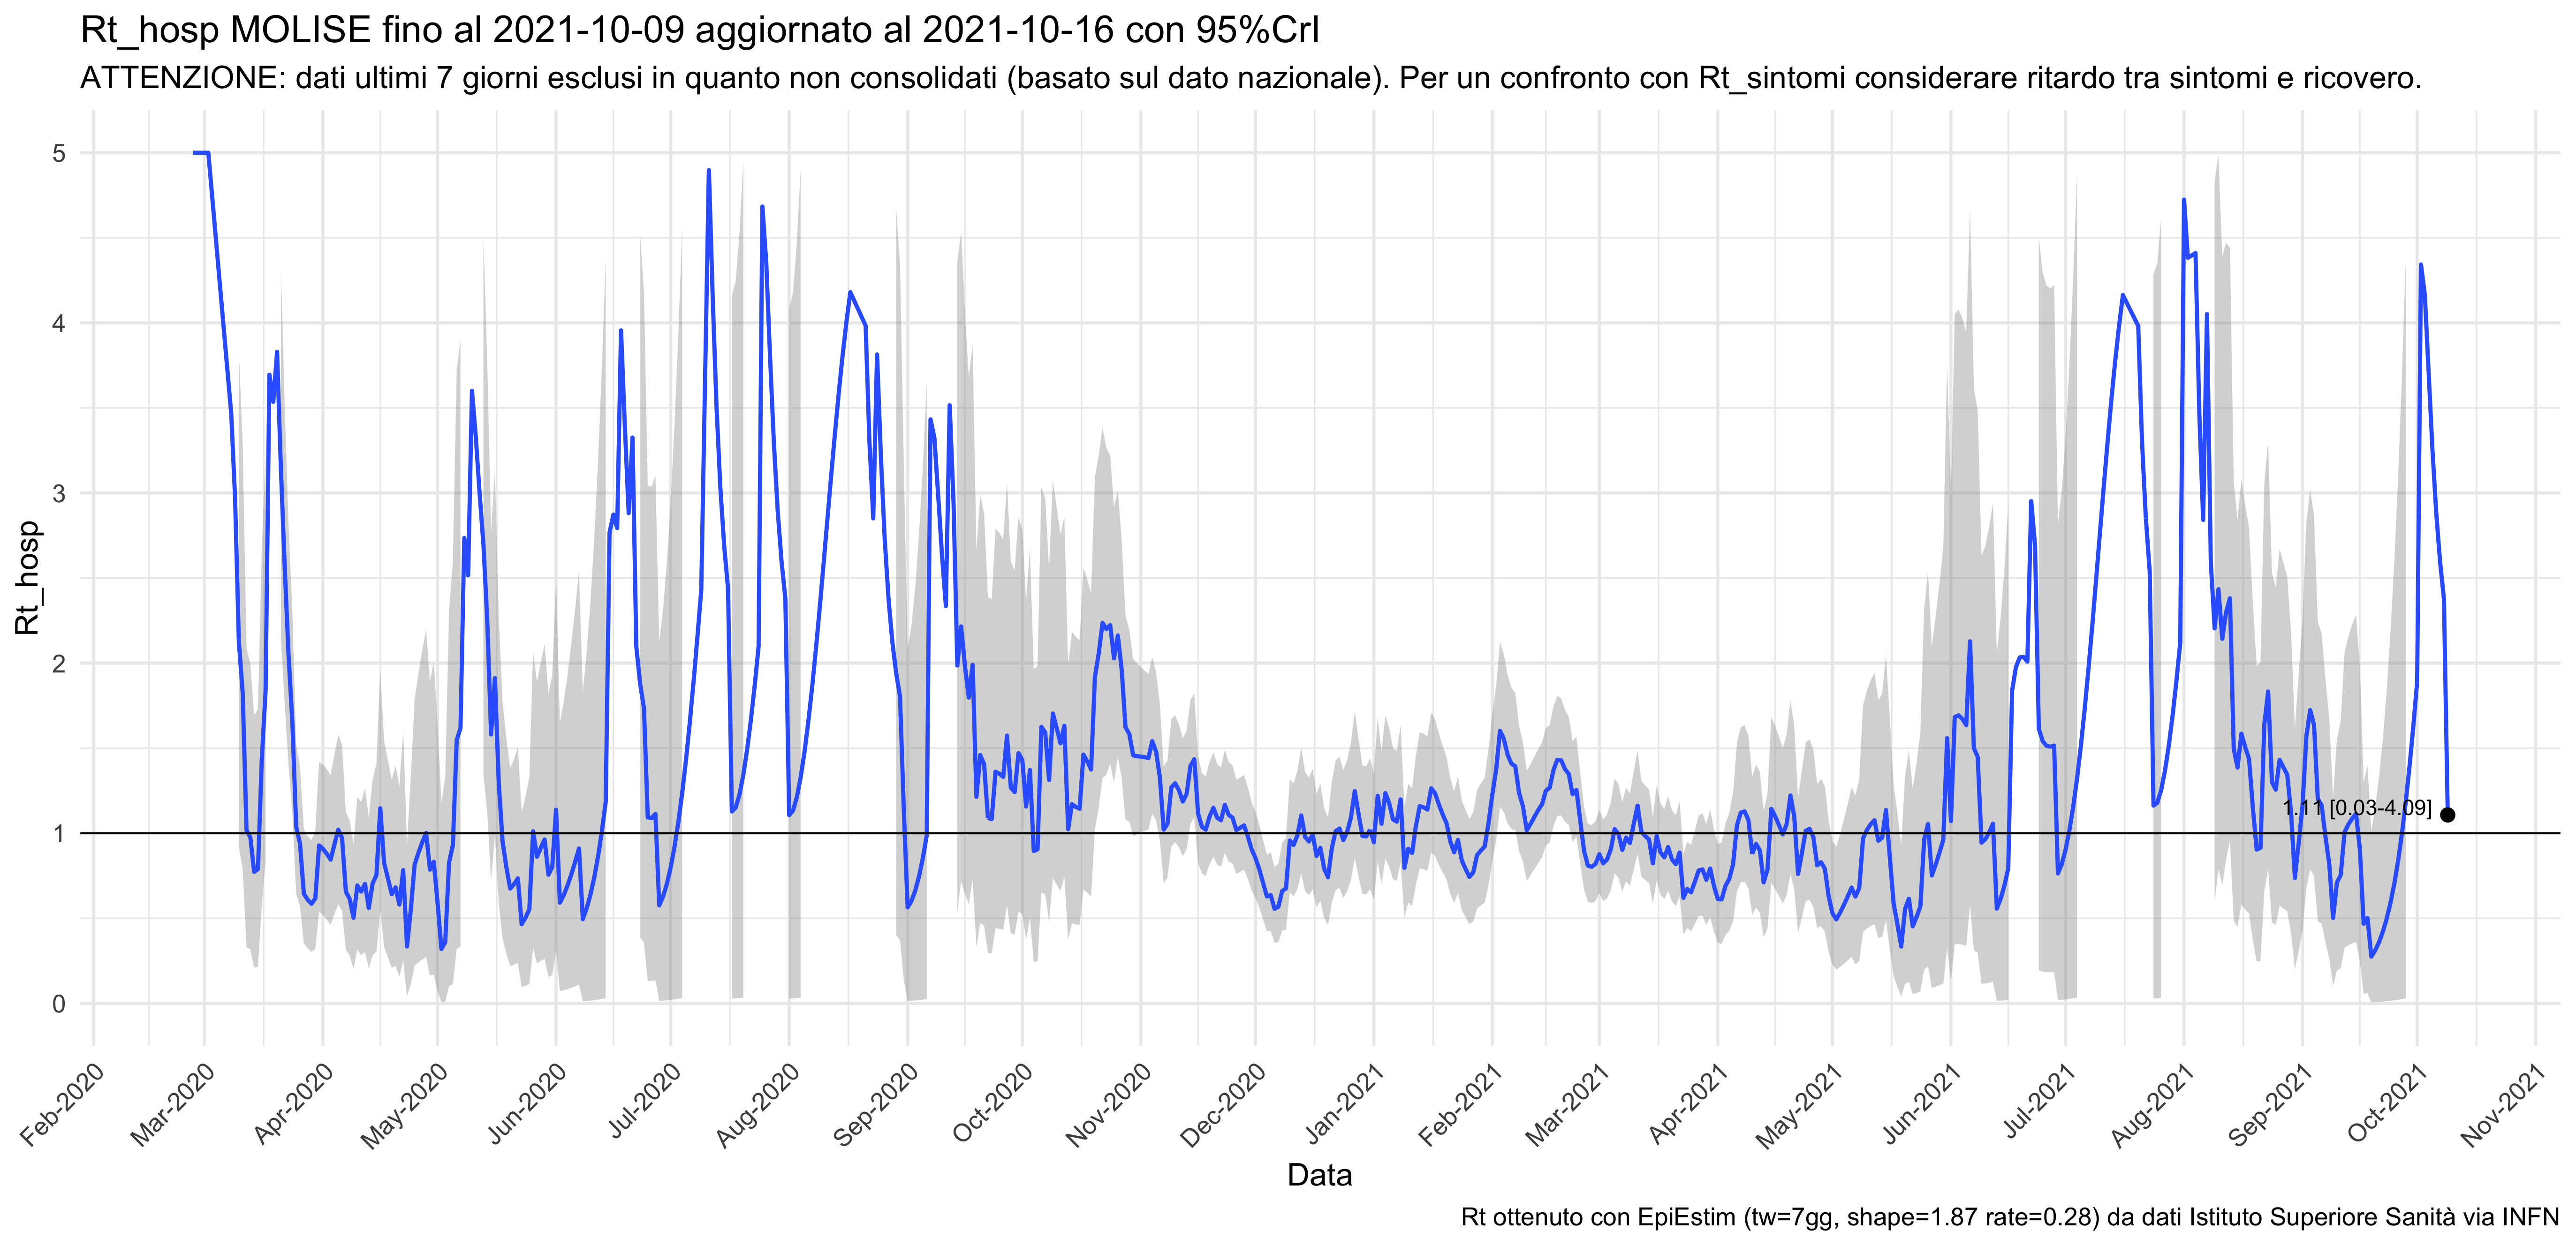 Rt_hosp MOLISE fino al 2021-10-09 aggiornato al 2021-10-16 con 95%CrI
ATTENZIONE: dati ultimi 7 giorni esclusi in quanto non consolidati (basato sul dato nazionale). Per un confronto con Rt_sintomi considerare ritardo tra sintomi e ricovero.
5
4
3
2
1
0
Rt_hosp
1.11 [0.03-4.09]
Feb-2020
Mar-2020
Apr-2020
May-2020
Jun-2020
Jul-2020
Aug-2020
Sep-2020
Oct-2020
Nov-2020
Dec-2020
Jan-2021
Feb-2021
Mar-2021
Apr-2021
May-2021
Jun-2021
Jul-2021
Aug-2021
Sep-2021
Oct-2021
Nov-2021
Data
Rt ottenuto con EpiEstim (tw=7gg, shape=1.87 rate=0.28) da dati Istituto Superiore Sanità via INFN